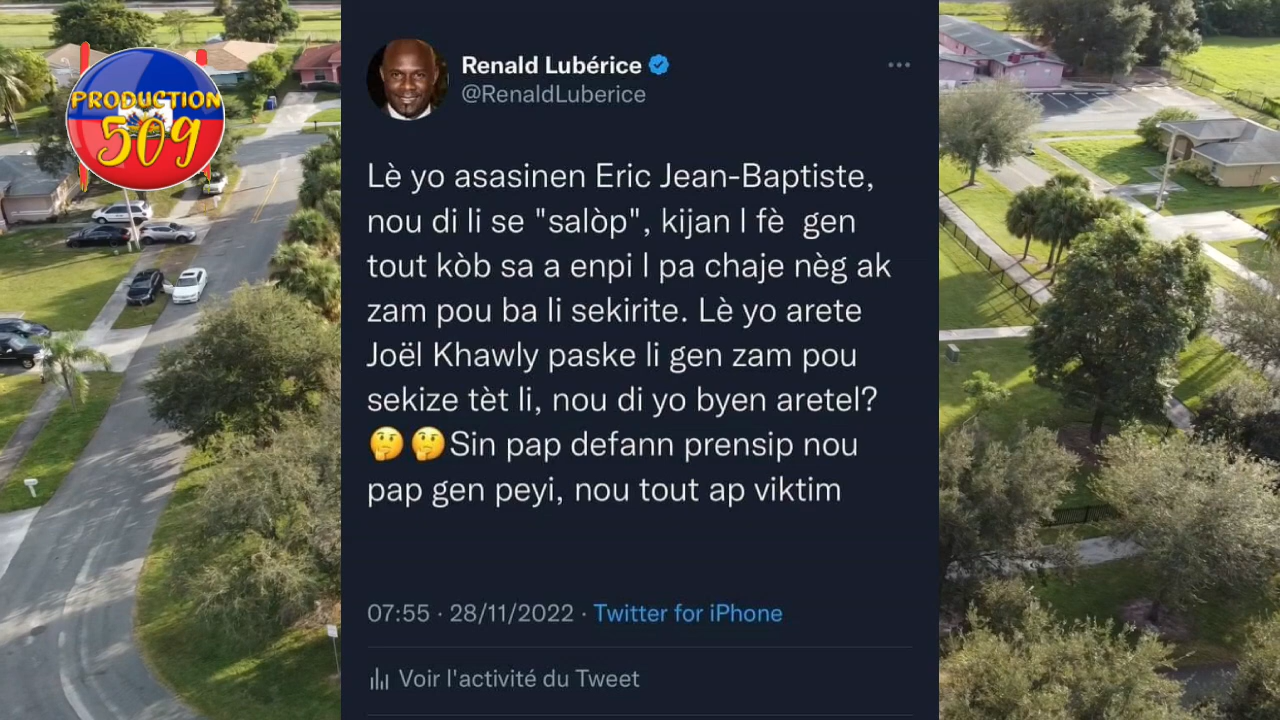 PRODUCTION
509
Renald Lubérice
@RenaldLuberice
Lè yo asasinen Eric Jean-Baptiste,
nou di li se "salòp", kijan l fè gen
tout kòb sa a enpi l pa chaje nèg ak
zam pou ba li sekirite. Lè yo arete
Joël Khawly paske li gen zam pou
sekize tèt li, nou di yo byen aretel?
🤔🤔Sin pap defann prensip nou
pap gen peyi, nou tout ap viktim
07:55 · 28/11/2022 · Twitter for iPhone
Voir l'activité du Tweet